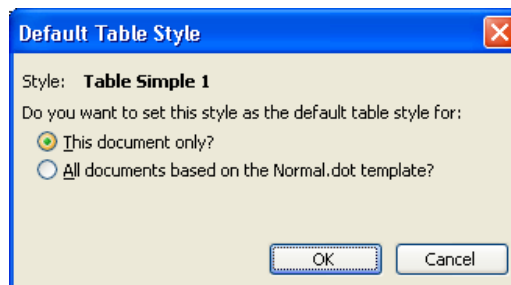 Default Table Style
Style: Table Simple 1
Do you want to set this style as the default table style for:
This document only?
All documents based on the Normal.dot template?
OK Cancel